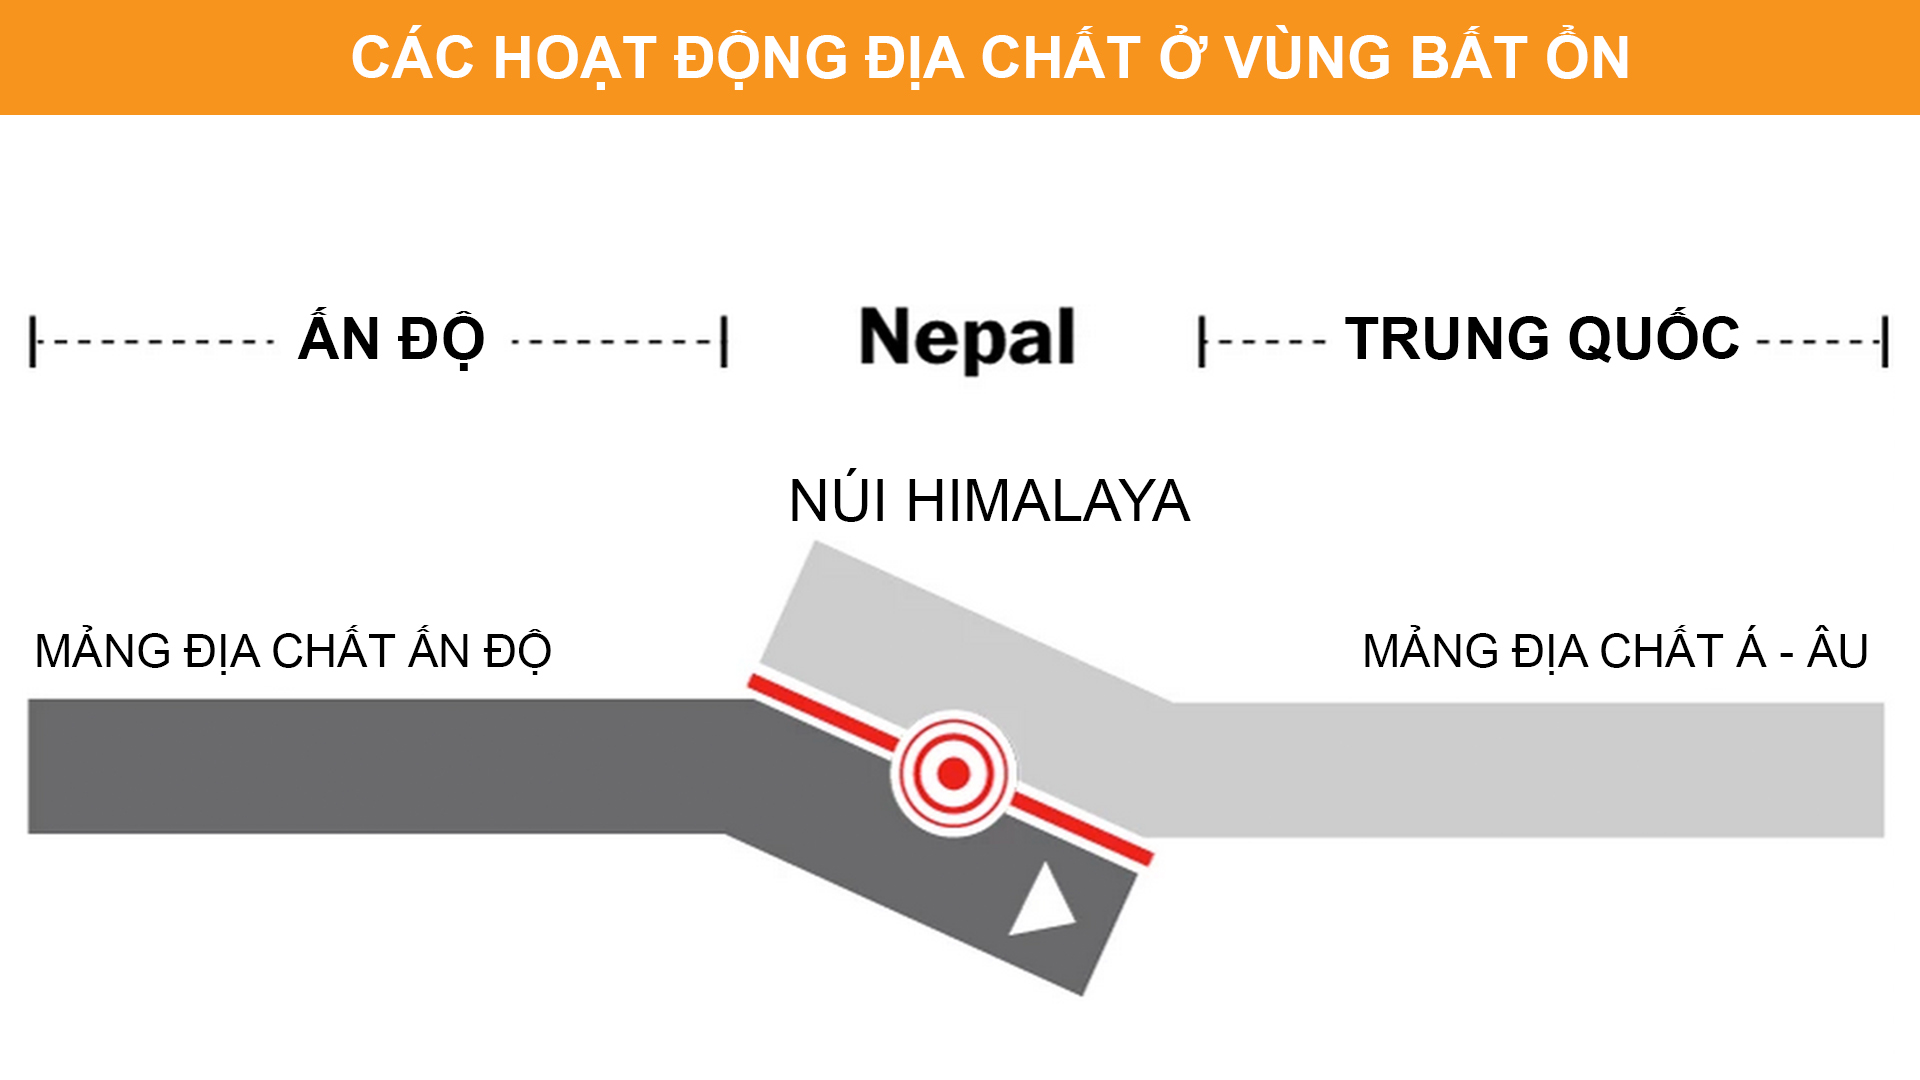 CÁC HOẠT ĐỘNG ĐỊA CHẤT Ở VÙNG BẤT ỔN
ẤN ĐỘ
Nepal
TRUNG QUỐC
NÚI HIMALAYA
MẢNG ĐỊA CHẤT ẤN ĐỘ
MẢNG ĐỊA CHẤT Á - ÂU